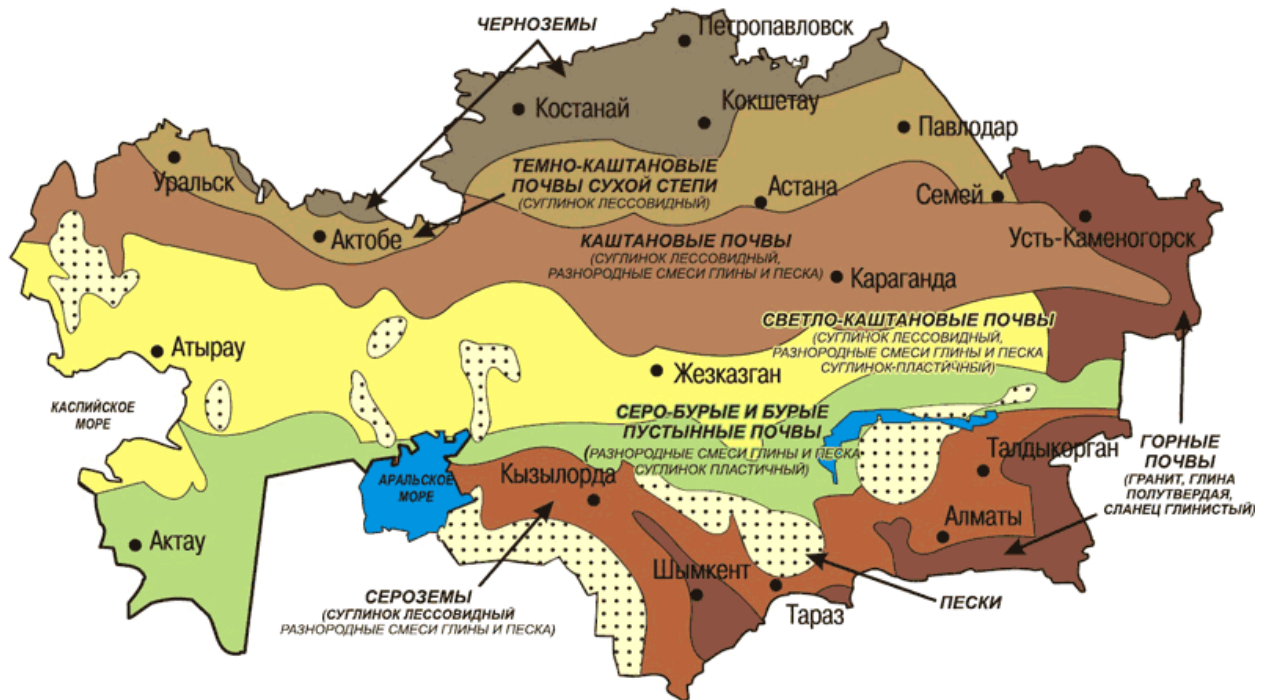 ЧЕРНОЗЕМЫ
Петропавловск
Костанай
Кокшетау
Павлодар
Уральск
ТЕМНО-КАШТАНОВЫЕ
ПОЧВЫ СУХОЙ СТЕПИ
(СУГЛИНОК ЛЕССОВИДНЫЙ)
Астана
Семей
Актобе
КАШТАНОВЫЕ ПОЧВЫ
(СУГЛИНОК ЛЕССОВИДНЫЙ,
РАЗНОРОДНЫЕ СМЕСИ ГЛИНЫ И ПЕСКА)
Усть-Каменогорск
Караганда
СВЕТЛО-КАШТАНОВЫЕ ПОЧВЫ
(СУГЛИНОК ЛЕССОВИДНЫЙ,
РАЗНОРОДНЫЕ СМЕСИ ГЛИНЫ И ПЕСКА
СУГЛИНОК-ПЛАСТИЧНЫЙ)
Атырау
Жезказган
КАСПИЙСКОЕ
МОРЕ
СЕРО-БУРЫЕ И БУРЫЕ
ПУСТЫННЫЕ ПОЧВЫ
(РАЗНОРОДНЫЕ СМЕСИ ГЛИНЫ И ПЕСКА
СУГЛИНОК ПЛАСТИЧНЫЙ)
Талдыкорган
ГОРНЫЕ
ПОЧВЫ
(ГРАНИТ, ГЛИНА
ПОЛУТВЕРДАЯ,
СЛАНЕЦ ГЛИНИСТЫЙ)
АРАЛЬСКОЕ
МОРЕ
Кызылорда
Алматы
Актау
Шымкент
Тараз
ПЕСКИ
СЕРОЗЕМЫ
(СУГЛИНОК ЛЕССОВИДНЫЙ
РАЗНОРОДНЫЕ СМЕСИ ГЛИНЫ И ПЕСКА)